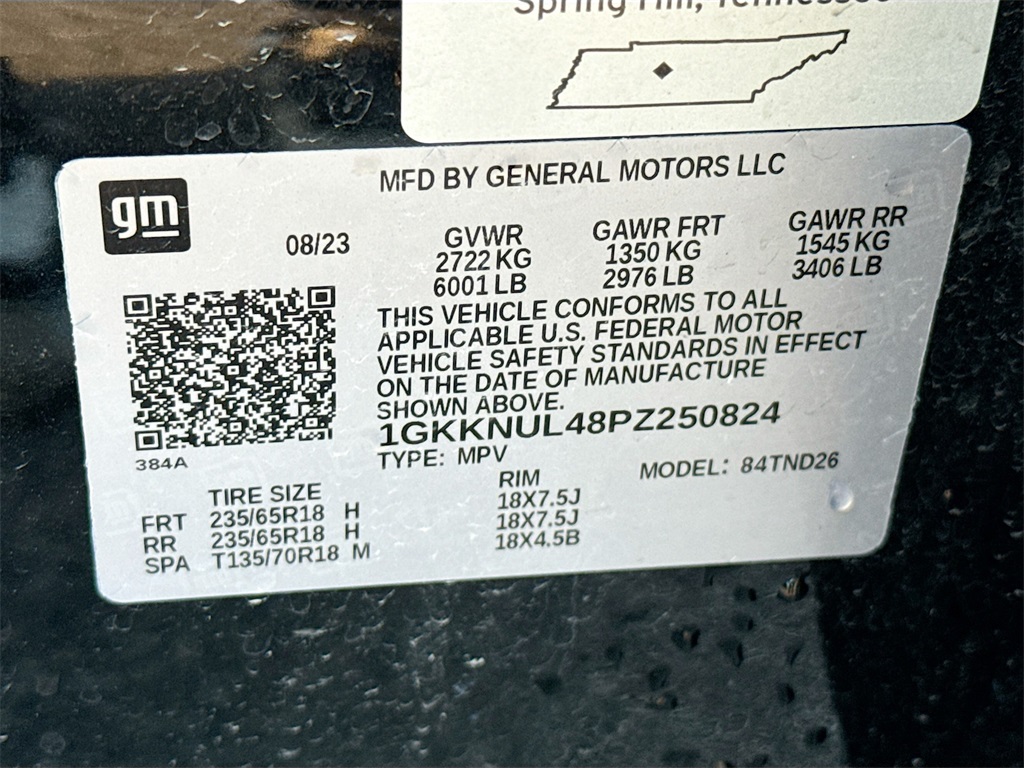 Spring Hill, Tennessee
MFD BY GENERAL MOTORS LLC
gm
08/23
GVWR GAWR FRT GAWR RR
2722 KG 1350 KG 1545 KG
6001 LB 2976 LB 3406 LB
THIS VEHICLE CONFORMS TO ALL
APPLICABLE U.S. FEDERAL MOTOR
VEHICLE SAFETY STANDARDS IN EFFECT
ON THE DATE OF MANUFACTURE
SHOWN ABOVE.
1GKKNUL48PZ250824
384A
TYPE: MPV MODEL: 84TND26
TIRE SIZE RIM
FRT 235/65R18 H 18X7.5J
RR 235/65R18 H 18X7.5J
SPA T135/70R18 M 18X4.5B